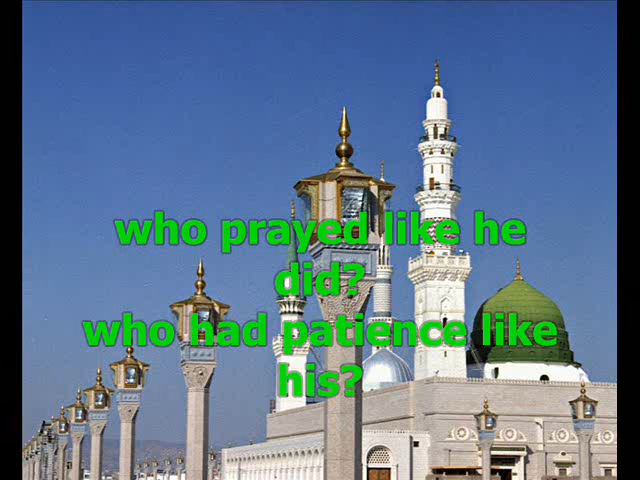 who prayed like he
did?
who had patience like
his?